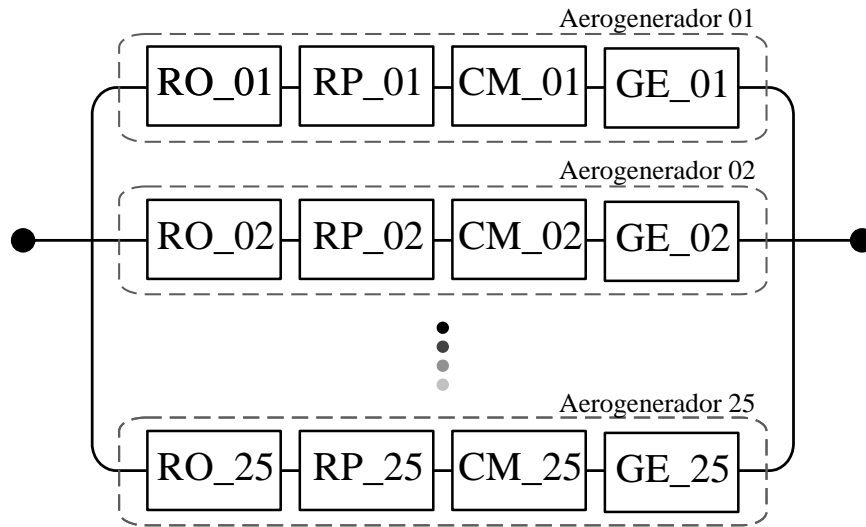 Aerogenerador 01
RO_01 RP_01 CM_01 GE_01
Aerogenerador 02
RO_02 RP_02 CM_02 GE_02
Aerogenerador 25
RO_25 RP_25 CM_25 GE_25